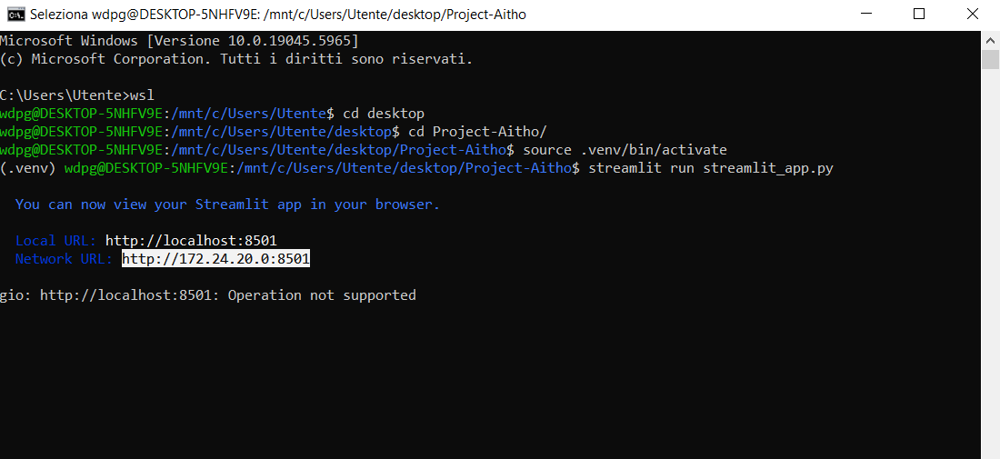 Seleziona wdpg@DESKTOP-5NHFV9E: /mnt/c/Users/Utente/desktop/Project-Aitho
Microsoft Windows [Versione 10.0.19045.5965]
(c) Microsoft Corporation. Tutti i diritti sono riservati.
C:\Users\Utente>wsl
wdpg@DESKTOP-5NHFV9E:/mnt/c/Users/Utente$ cd desktop
wdpg@DESKTOP-5NHFV9E:/mnt/c/Users/Utente/desktop$ cd Project-Aitho/
wdpg@DESKTOP-5NHFV9E:/mnt/c/Users/Utente/desktop/Project-Aitho$ source .venv/bin/activate
(.venv) wdpg@DESKTOP-5NHFV9E:/mnt/c/Users/Utente/desktop/Project-Aitho$ streamlit run streamlit_app.py
You can now view your Streamlit app in your browser.
Local URL: http://localhost:8501
Network URL: http://172.24.20.0:8501
gio: http://localhost:8501: Operation not supported